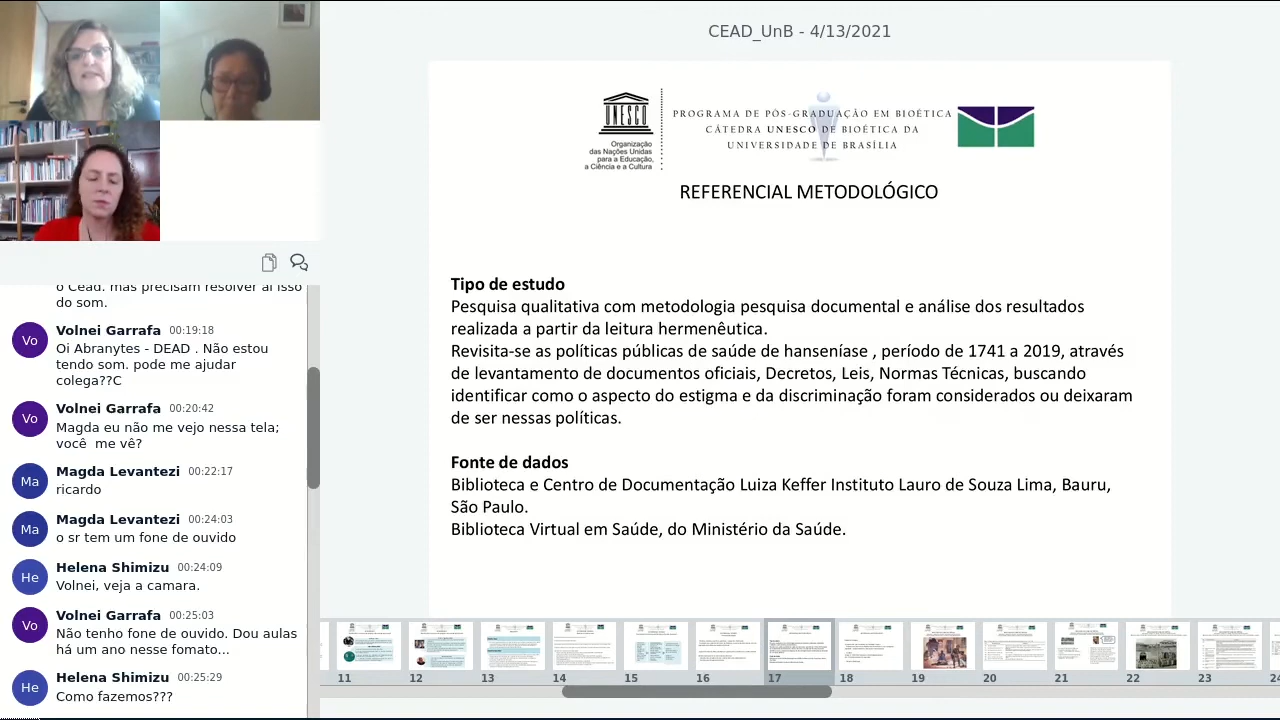 CEAD_UnB - 4/13/2021
UNESCO
Organização
das Nações Unidas
para a Educação,
a Ciência e a Cultura
PROGRAMA DE PÓS-GRADUAÇÃO EM BIOÉTICA
CÁTEDRA UNESCO DE BIOÉTICA DA
UNIVERSIDADE DE BRASÍLIA
REFERENCIAL METODOLÓGICO
Tipo de estudo
Pesquisa qualitativa com metodologia pesquisa documental e análise dos resultados
realizada a partir da leitura hermenêutica.
Revisita-se as políticas públicas de saúde de hanseníase , período de 1741 a 2019, através
de levantamento de documentos oficiais, Decretos, Leis, Normas Técnicas, buscando
identificar como o aspecto do estigma e da discriminação foram considerados ou deixaram
de ser nessas políticas.
Fonte de dados
Biblioteca e Centro de Documentação Luiza Keffer Instituto Lauro de Souza Lima, Bauru,
São Paulo.
Biblioteca Virtual em Saúde, do Ministério da Saúde.
o Cead. mas precisam resolver aí isso
do som.
Vo
Volnei Garrafa 00:19:18
Oi Abranytes - DEAD . Não estou
tendo som. pode me ajudar
colega??C
Vo
Volnei Garrafa 00:20:42
Magda eu não me vejo nessa tela;
você me vê?
Ma
Magda Levantezi 00:22:17
ricardo
Ma
Magda Levantezi 00:24:03
o sr tem um fone de ouvido
He
Helena Shimizu 00:24:09
Volnei, veja a camara.
Vo
Volnei Garrafa 00:25:03
Não tenho fone de ouvido. Dou aulas
há um ano nesse formato...
He
Helena Shimizu 00:25:29
Como fazemos???
11 12 13 14 15 16 17 18 19 20 21 22 23 24